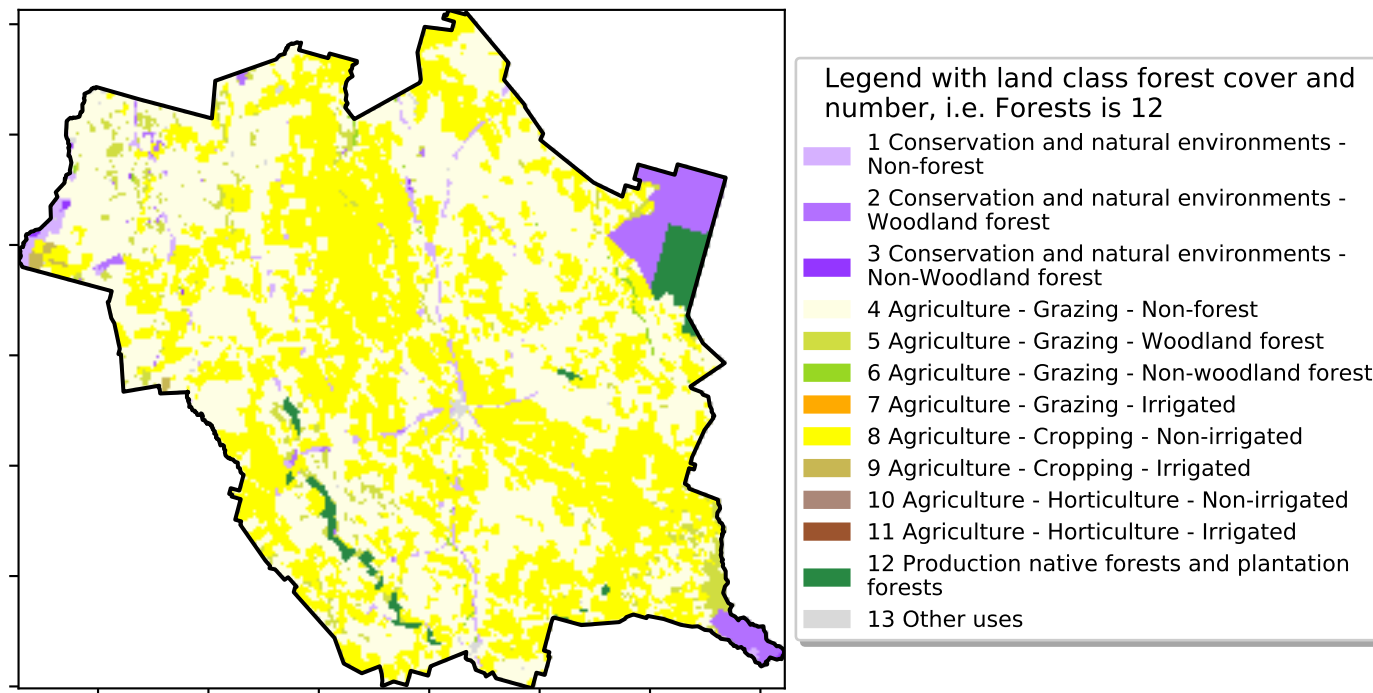 Legend with land class forest cover and
number, i.e. Forests is 12
1 Conservation and natural environments -
Non-forest
2 Conservation and natural environments -
Woodland forest
3 Conservation and natural environments -
Non-Woodland forest
4 Agriculture - Grazing - Non-forest
5 Agriculture - Grazing - Woodland forest
6 Agriculture - Grazing - Non-woodland forest
7 Agriculture - Grazing - Irrigated
8 Agriculture - Cropping - Non-irrigated
9 Agriculture - Cropping - Irrigated
10 Agriculture - Horticulture - Non-irrigated
11 Agriculture - Horticulture - Irrigated
12 Production native forests and plantation
forests
13 Other uses